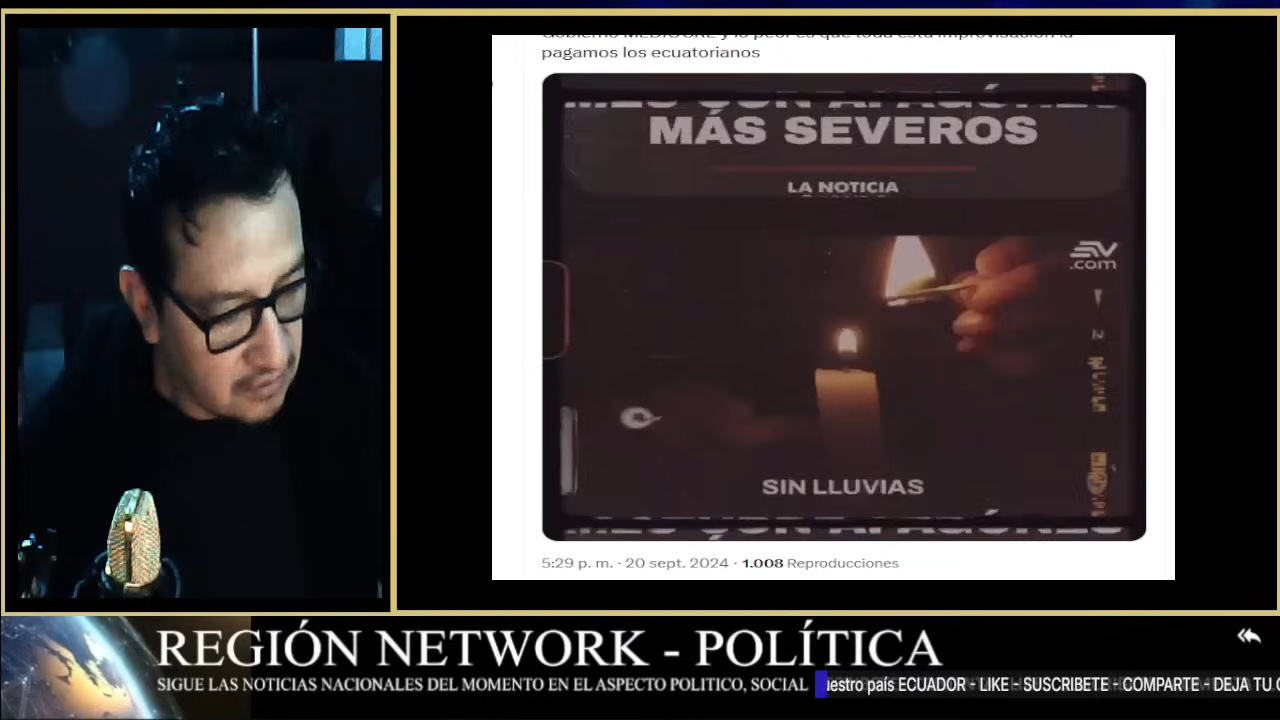 pagamos los ecuatorianos
MÁS SEVEROS
LA NOTICIA
.com
SIN LLUVIAS
5:29 p. m. · 20 sept. 2024 · 1.008 Reproducciones
REGIÓN NETWORK - POLÍTICA
SIGUE LAS NOTICIAS NACIONALES DEL MOMENTO EN EL ASPECTO POLITICO, SOCIAL
país ECUADOR - LIKE - SUSCRIBETE - COMPARTE - DEJA TU